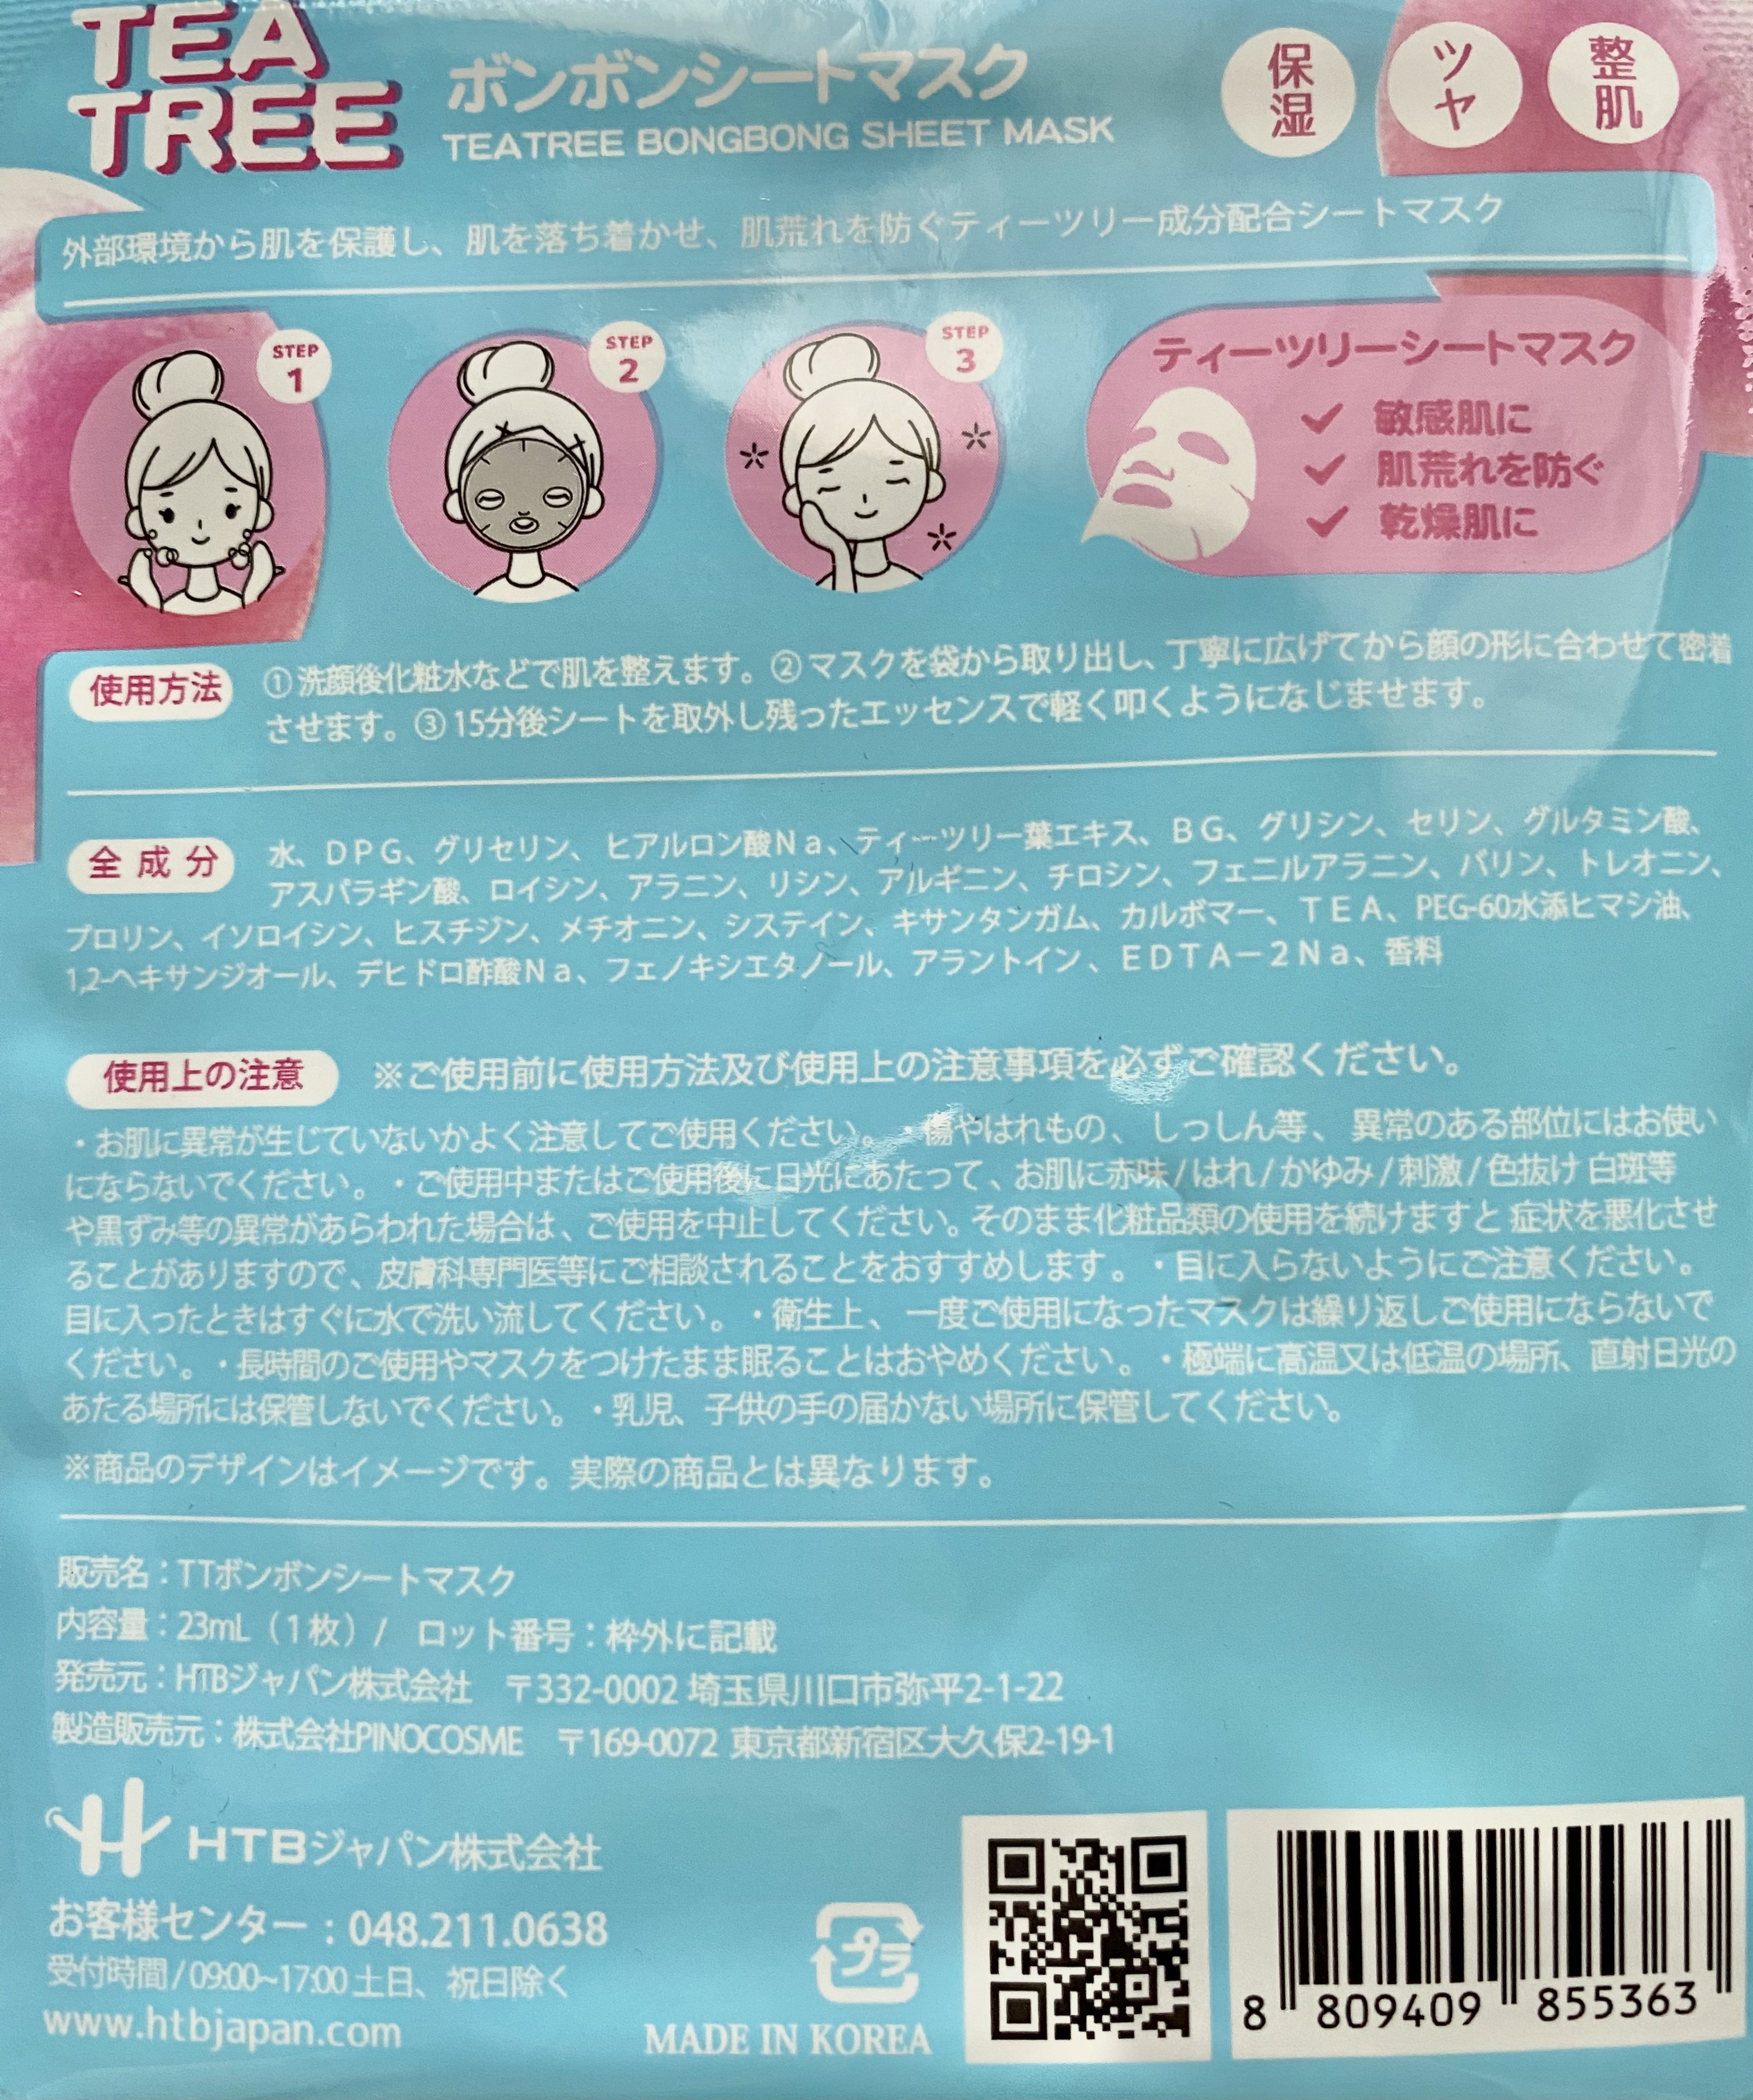 TEA
TREE
ボンボンシートマスク
TEATREE BONGBONG SHEET MASK
保湿
ツヤ
整肌
外部環境から肌を保護し、肌を落ち着かせ、肌荒れを防ぐティーツリー成分配合シートマスク
STEP
1
STEP
2
STEP
3
ティーツリーシートマスク
敏感肌に
肌荒れを防ぐ
乾燥肌に
使用方法
①洗顔後化粧水などで肌を整えます。②マスクを袋から取り出し、丁寧に広げてから顔の形に合わせて密着
させます。③15分後シートを取外し残ったエッセンスで軽く叩くようになじませます。
全成分
水、DPG、グリセリン、ヒアルロン酸Na、ティーツリー葉エキス、BG、グリシン、セリン、グルタミン酸、
アスパラギン酸、ロイシン、アラニン、リシン、アルギニン、チロシン、フェニルアラニン、バリン、トレオニン、
プロリン、イソロイシン、ヒスチジン、メチオニン、システイン、キサンタンガム、カルボマー、TEA、PEG-60水添ヒマシ油、
1,2-ヘキサンジオール、デヒドロ酢酸Na、フェノキシエタノール、アラントイン、EDTA－2Na、香料
使用上の注意
※ご使用前に使用方法及び使用上の注意事項を必ずご確認ください。
・お肌に異常が生じていないかよく注意してご使用ください。・傷やはれもの、しっしん等、異常のある部位にはお使い
にならないでください。・ご使用中またはご使用後に日光にあたって、お肌に赤味/はれ/かゆみ/刺激/色抜け 白斑等
や黒ずみ等の異常があらわれた場合は、ご使用を中止してください。そのまま化粧品類の使用を続けますと 症状を悪化させ
ることがありますので、皮膚科専門医等にご相談されることをおすすめします。・目に入らないようにご注意ください。
目に入ったときはすぐに水で洗い流してください。・衛生上、一度ご使用になったマスクは繰り返しご使用にならないで
ください。・長時間のご使用やマスクをつけたまま眠ることはおやめください。・極端に高温又は低温の場所、直射日光の
あたる場所には保管しないでください。・乳児、子供の手の届かない場所に保管してください。
※商品のデザインはイメージです。実際の商品とは異なります。
販売名：TTボンボンシートマスク
内容量：23mL（1枚）/ ロット番号：枠外に記載
発売元：HTBジャパン株式会社 〒332-0002 埼玉県川口市弥平2-1-22
製造販売元：株式会社PINOCOSME 〒169-0072 東京都新宿区大久保2-19-1
HTBジャパン株式会社
お客様センター：048.211.0638
受付時間/09:00~17:00 土日、祝日除く
www.htbjapan.com
プラ
MADE IN KOREA
8 809409 855363